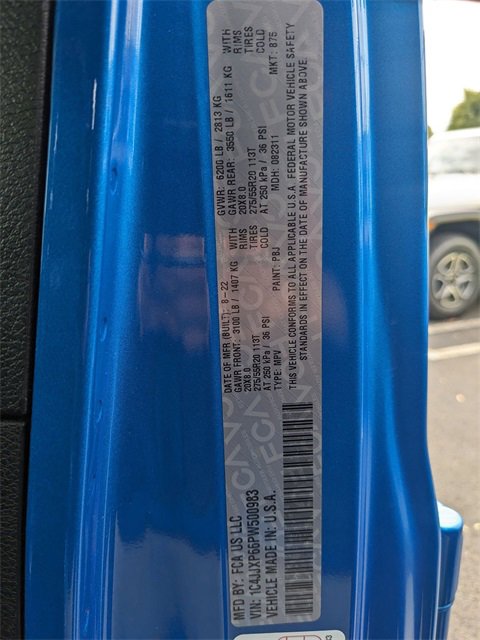 MFD BY: FCA US LLC
DATE OF MFR (BUILT): 8-22
GVWR: 6200 LB / 2813 KG
GAWR FRONT: 3100 LB / 1407 KG WITH
GAWR REAR: 3550 LB / 1611 KG WITH
20X8.0 RIMS
20X8.0 RIMS
275/55R20 113T TIRES
275/55R20 113T TIRES
AT 250 kPa / 36 PSI COLD
AT 250 kPa / 36 PSI COLD
VIN: 1C4JJXP66PW500983
TYPE: MPV
PAINT: PBJ
MDH: 082311
MKT: 875
VEHICLE MADE IN: U.S.A.
THIS VEHICLE CONFORMS TO ALL APPLICABLE U.S.A. FEDERAL MOTOR VEHICLE SAFETY
STANDARDS IN EFFECT ON THE DATE OF MANUFACTURE SHOWN ABOVE.